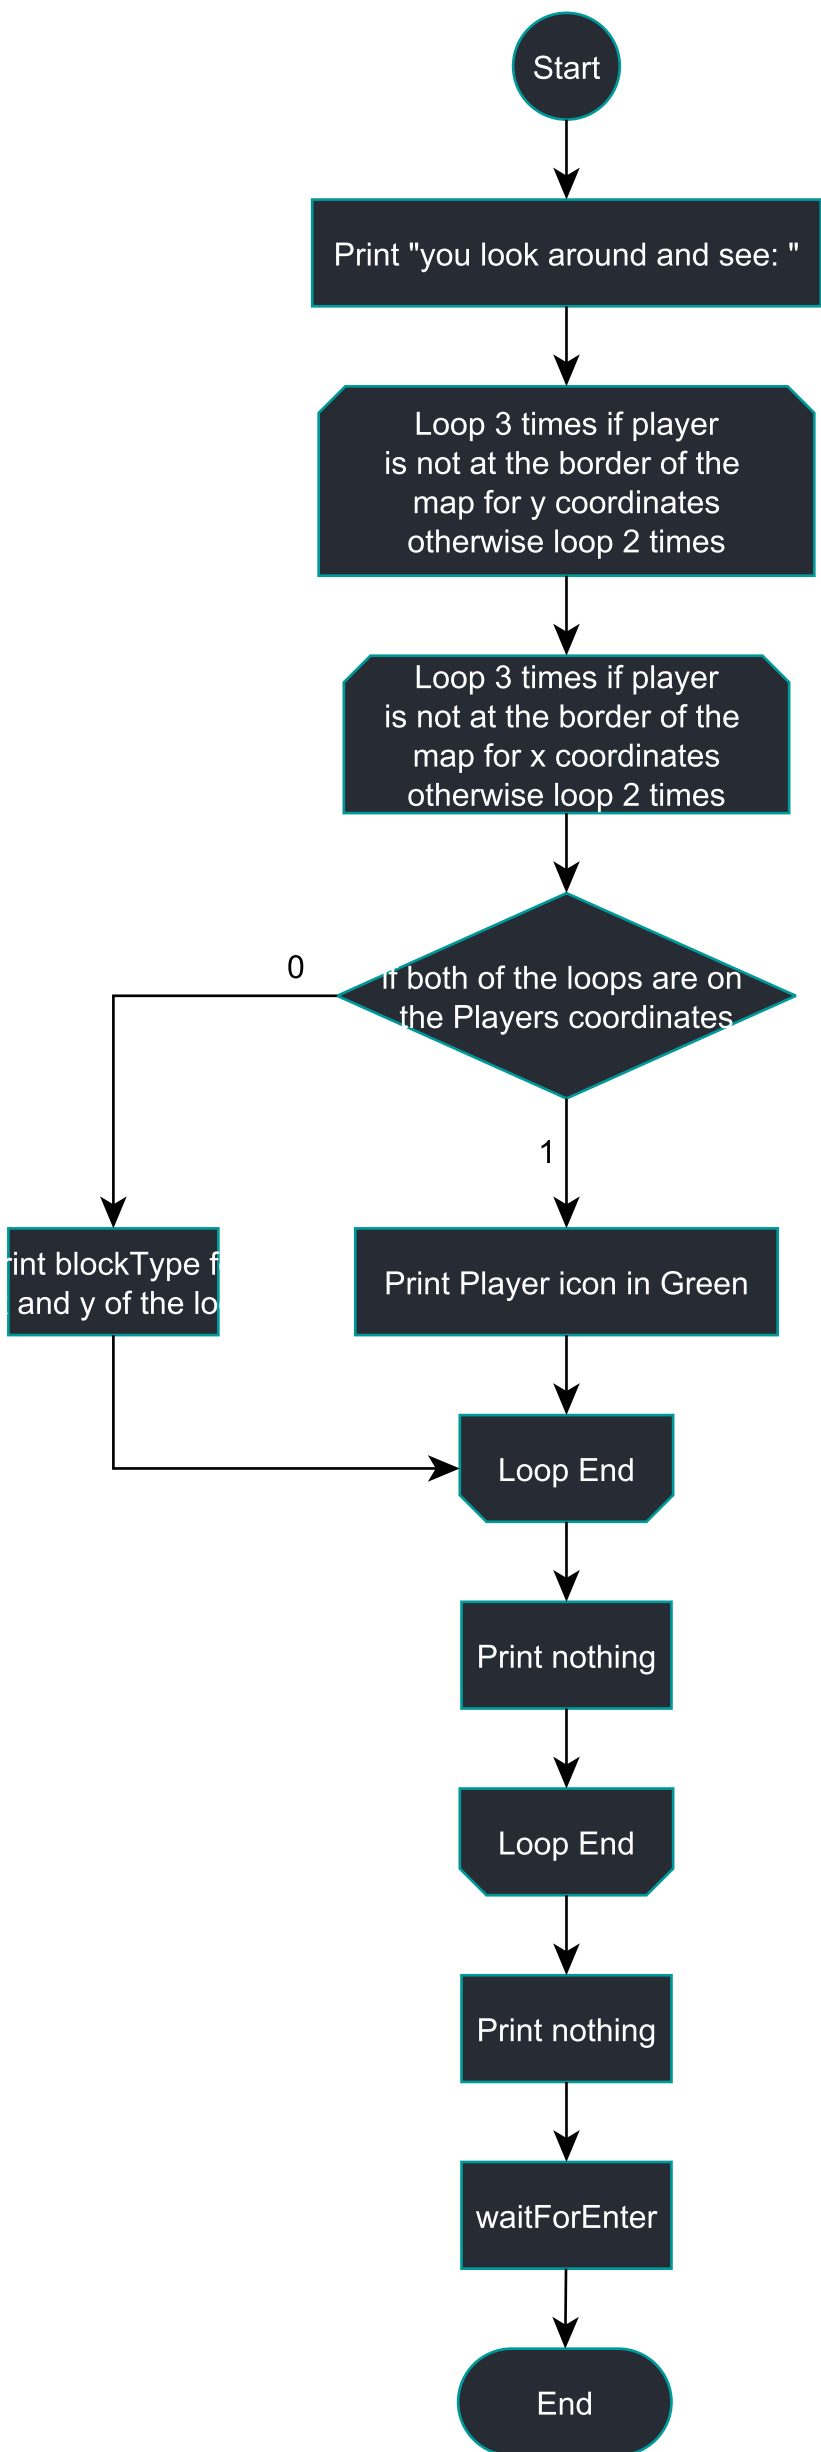 Start
Print "you look around and see: "
Loop 3 times if player
is not at the border of the
map for y coordinates
otherwise loop 2 times
Loop 3 times if player
is not at the border of the
map for x coordinates
otherwise loop 2 times
0
if both of the loops are on
the Players coordinates
1
blockType
and y of the
Print Player icon in Green
Loop End
Print nothing
Loop End
Print nothing
waitForEnter
End